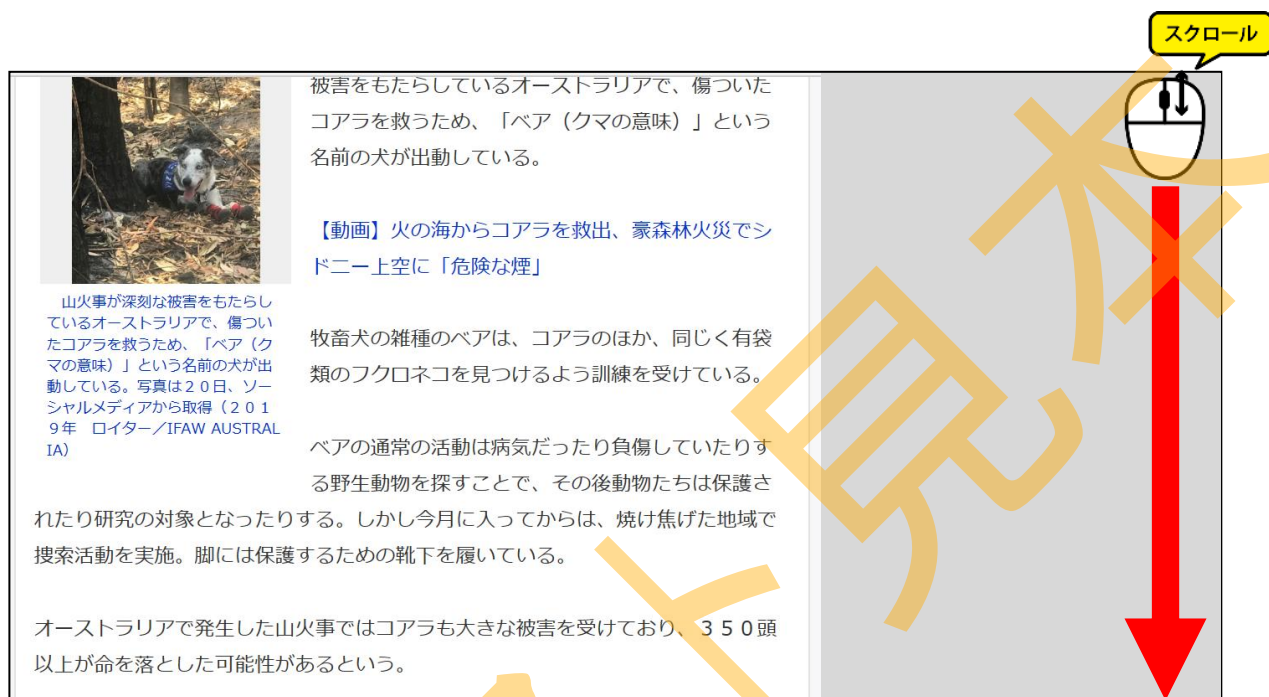 スクロール
被害をもたらしているオーストラリアで、傷ついた
コアラを救うため、「ベア（クマの意味）」という
名前の犬が出動している。
【動画】火の海からコアラを救出、豪森林火災でシ
ドニー上空に「危険な煙」
山火事が深刻な被害をもたらし
ているオーストラリアで、傷つい
たコアラを救うため、「ベア（ク
マの意味）」という名前の犬が出
動している。写真は２０日、ソー
シャルメディアから取得（２０１
９年　ロイター／IFAW AUSTRAL
IA）
牧畜犬の雑種のベアは、コアラのほか、同じく有袋
類のフクロネコを見つけるよう訓練を受けている。
ベアの通常の活動は病気だったり負傷していたりす
る野生動物を探すことで、その後動物たちは保護さ
れたり研究の対象となったりする。しかし今月に入ってからは、焼け焦げた地域で
捜索活動を実施。脚には保護するための靴下を履いている。
オーストラリアで発生した山火事ではコアラも大きな被害を受けており、３５０頭
以上が命を落とした可能性があるという。
見本